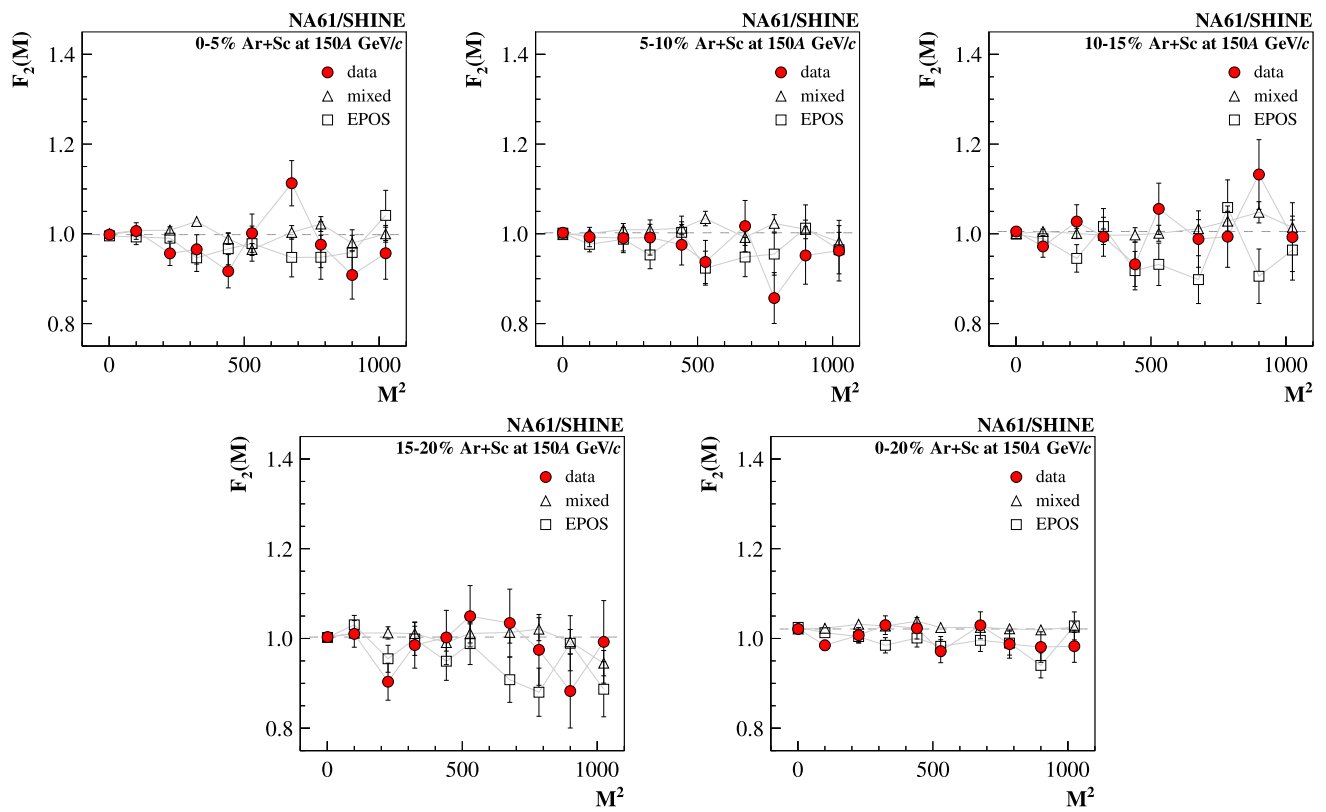 NA61/SHINE
0-5% Ar+Sc at 150A GeV/c
F2(M)
data
mixed
EPOS
1.4
1.2
1.0
0.8
0 500 1000
M²
NA61/SHINE
5-10% Ar+Sc at 150A GeV/c
F2(M)
data
mixed
EPOS
1.4
1.2
1.0
0.8
0 500 1000
M²
NA61/SHINE
10-15% Ar+Sc at 150A GeV/c
F2(M)
data
mixed
EPOS
1.4
1.2
1.0
0.8
0 500 1000
M²
NA61/SHINE
15-20% Ar+Sc at 150A GeV/c
F2(M)
data
mixed
EPOS
1.4
1.2
1.0
0.8
0 500 1000
M²
NA61/SHINE
0-20% Ar+Sc at 150A GeV/c
F2(M)
data
mixed
EPOS
1.4
1.2
1.0
0.8
0 500 1000
M²